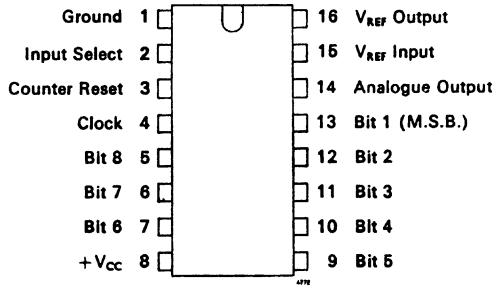 Ground 1 16 VREF Output
Input Select 2 15 VREF Input
Counter Reset 3 14 Analogue Output
Clock 4 13 Bit 1 (M.S.B.)
Bit 8 5 12 Bit 2
Bit 7 6 11 Bit 3
Bit 6 7 10 Bit 4
+VCC 8 9 Bit 5